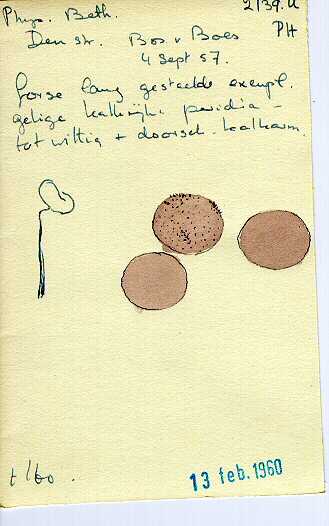 Phys. Beth. 2139.a
Den str. Bos v Boes PH
4 Sept 57.
forse lang gesteelde exempl.
gelige kalkrijke peridia -
tot wittig + doorsch. kalkarm.
t/60.
13 feb. 1960